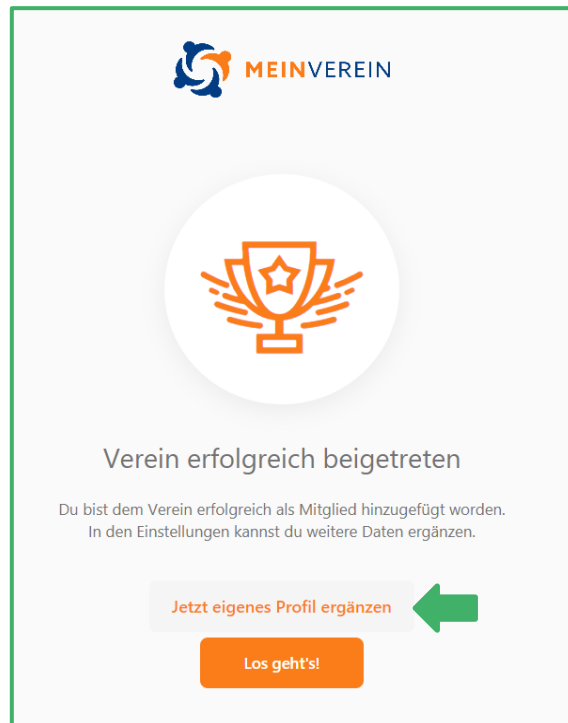 MEINVEREIN
Verein erfolgreich beigetreten
Du bist dem Verein erfolgreich als Mitglied hinzugefügt worden.
In den Einstellungen kannst du weitere Daten ergänzen.
Jetzt eigenes Profil ergänzen
Los geht's!